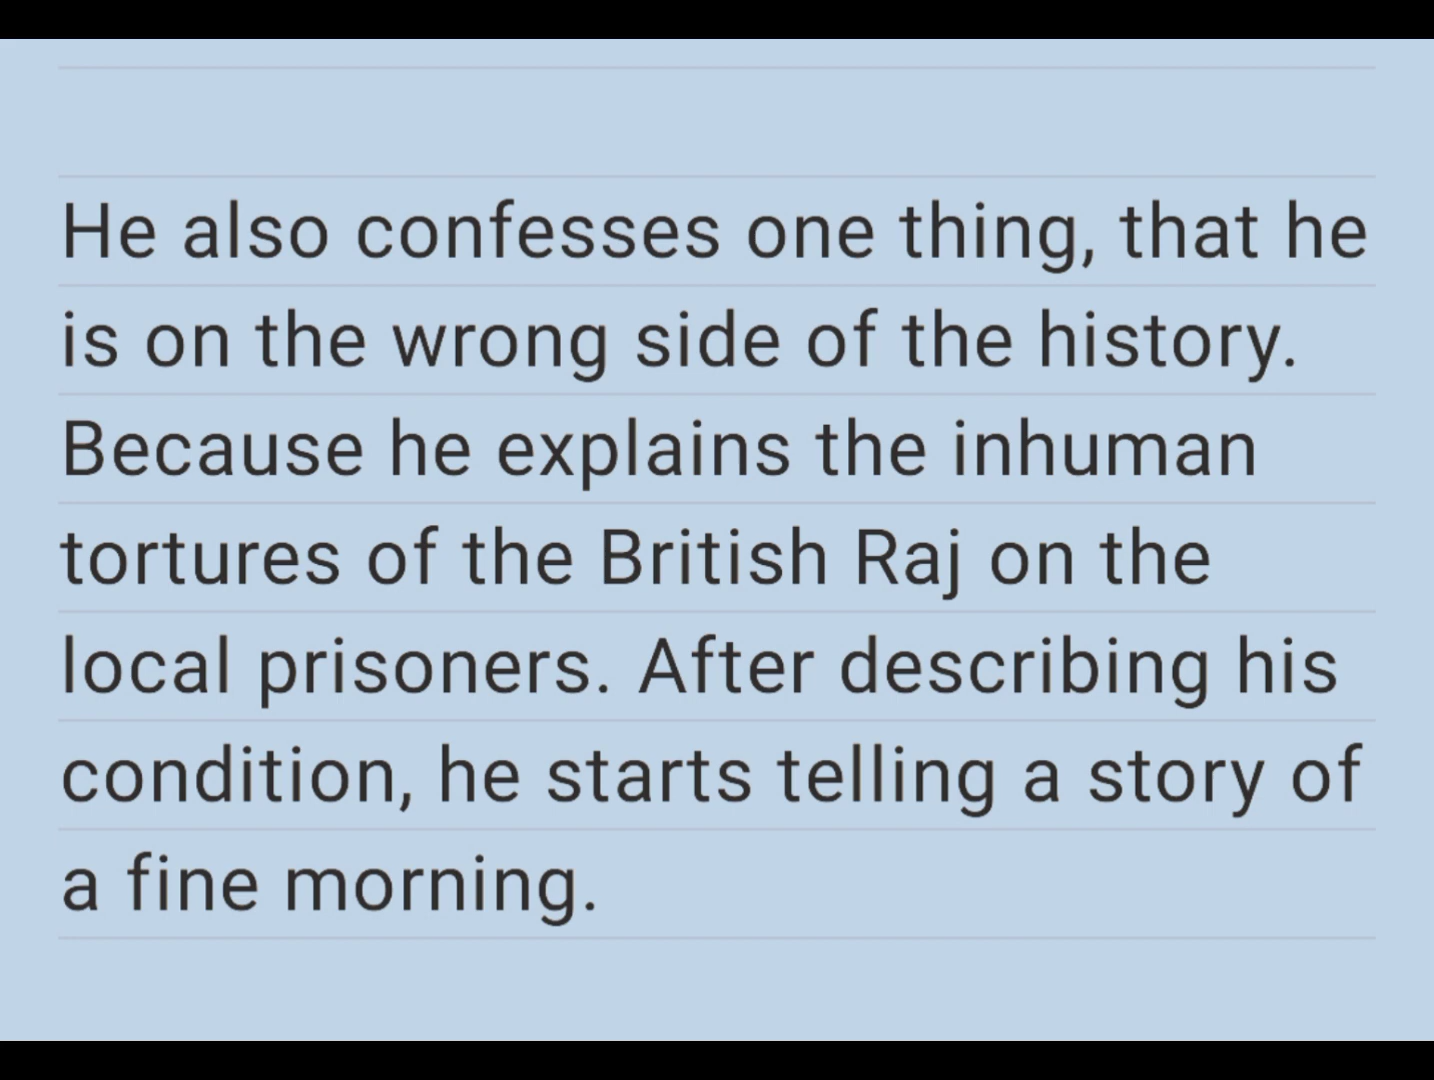 He also confesses one thing, that he
is on the wrong side of the history.
Because he explains the inhuman
tortures of the British Raj on the
local prisoners. After describing his
condition, he starts telling a story of
a fine morning.